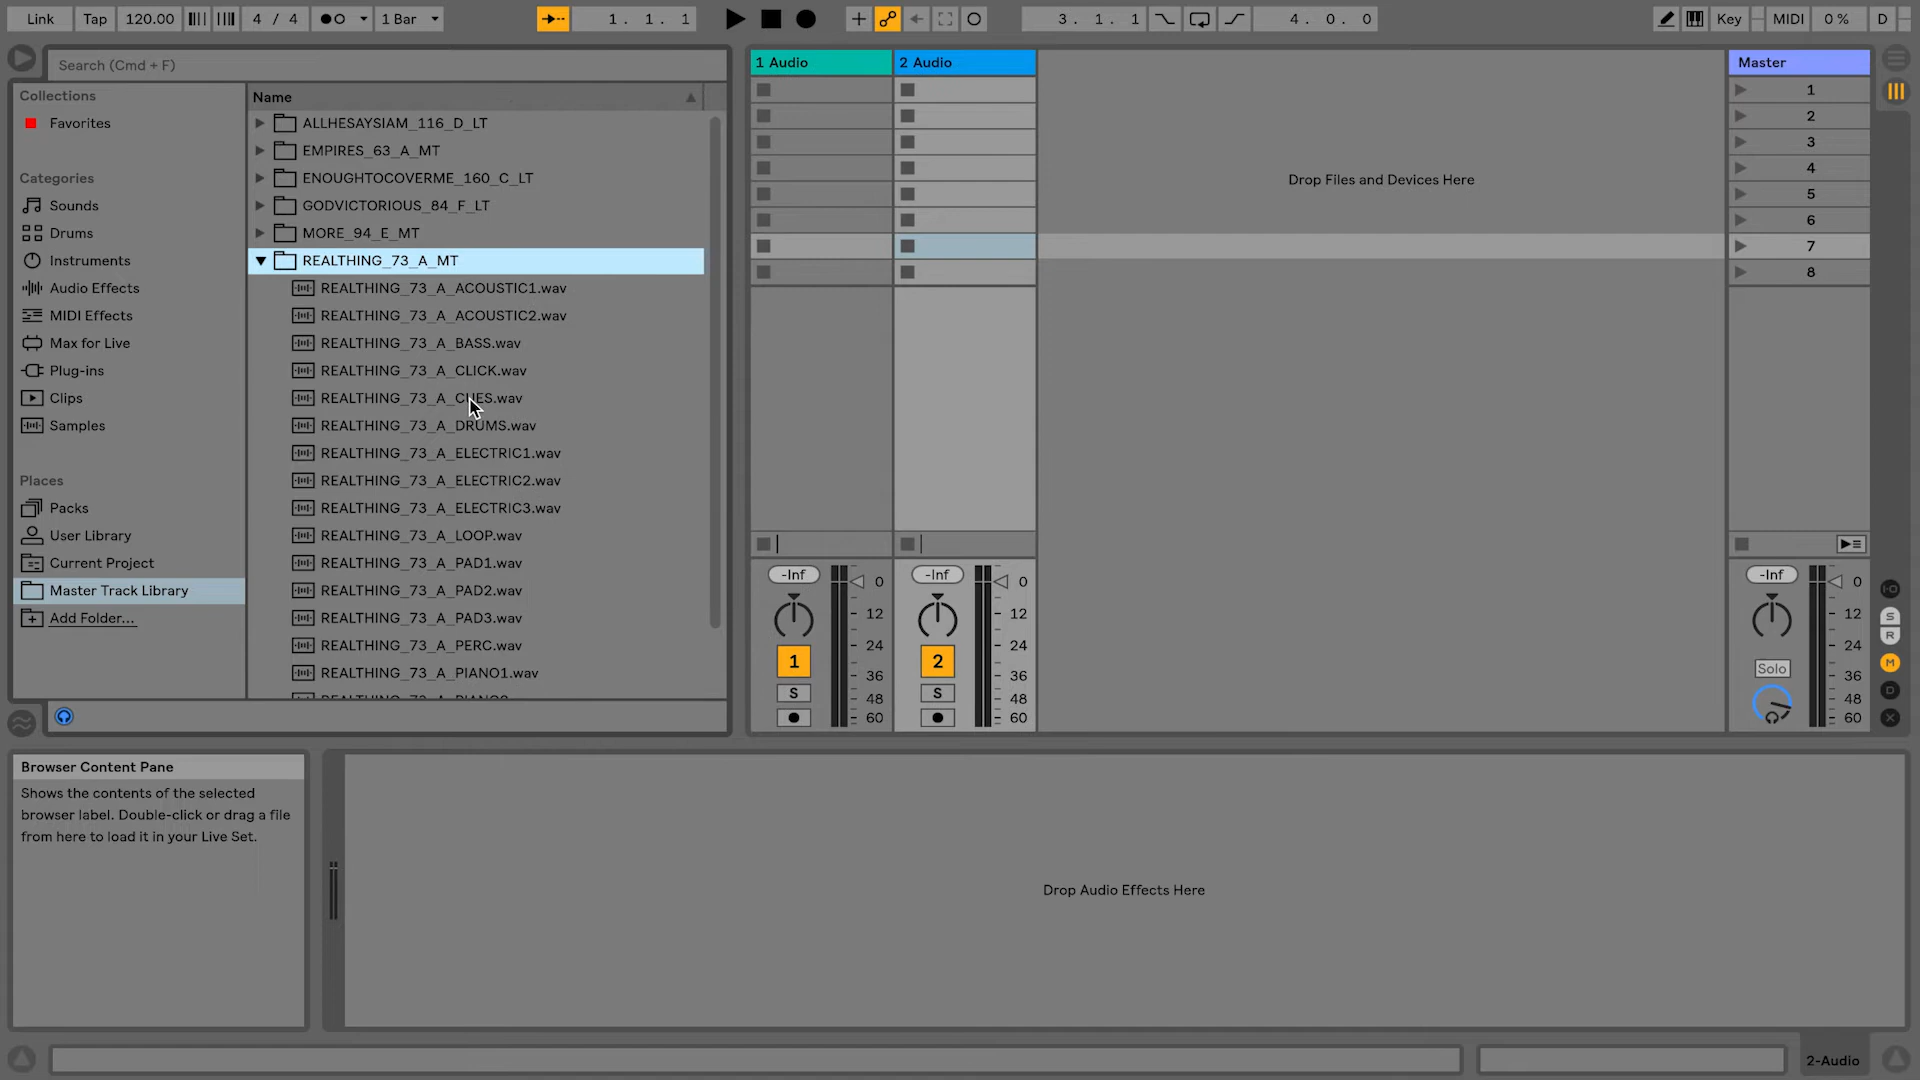 Link Tap 120.00 4 / 4 1 Bar 1. 1. 1 3. 1. 1 4. 0. 0 Key MIDI 0 % D
Search (Cmd + F)
Collections
Favorites
Categories
Sounds
Drums
Instruments
Audio Effects
MIDI Effects
Max for Live
Plug-ins
Clips
Samples
Places
Packs
User Library
Current Project
Master Track Library
Add Folder...
Name
ALLHESAYSIAM_116_D_LT
EMPIRES_63_A_MT
ENOUGHTOCOVERME_160_C_LT
GODVICTORIOUS_84_F_LT
MORE_94_E_MT
REALTHING_73_A_MT
REALTHING_73_A_ACOUSTIC1.wav
REALTHING_73_A_ACOUSTIC2.wav
REALTHING_73_A_BASS.wav
REALTHING_73_A_CLICK.wav
REALTHING_73_A_CUES.wav
REALTHING_73_A_DRUMS.wav
REALTHING_73_A_ELECTRIC1.wav
REALTHING_73_A_ELECTRIC2.wav
REALTHING_73_A_ELECTRIC3.wav
REALTHING_73_A_LOOP.wav
REALTHING_73_A_PAD1.wav
REALTHING_73_A_PAD2.wav
REALTHING_73_A_PAD3.wav
REALTHING_73_A_PERC.wav
REALTHING_73_A_PIANO1.wav
1 Audio 2 Audio Master
1
2
3
4
5
6
7
8
Drop Files and Devices Here
-Inf 0 -Inf 0 -Inf 0
12 12 12
24 24 24
1 36 2 36 Solo 36
S 48 S 48 48
60 60 60
S
R
M
D
X
Browser Content Pane
Shows the contents of the selected
browser label. Double-click or drag a file
from here to load it in your Live Set.
Drop Audio Effects Here
2-Audio